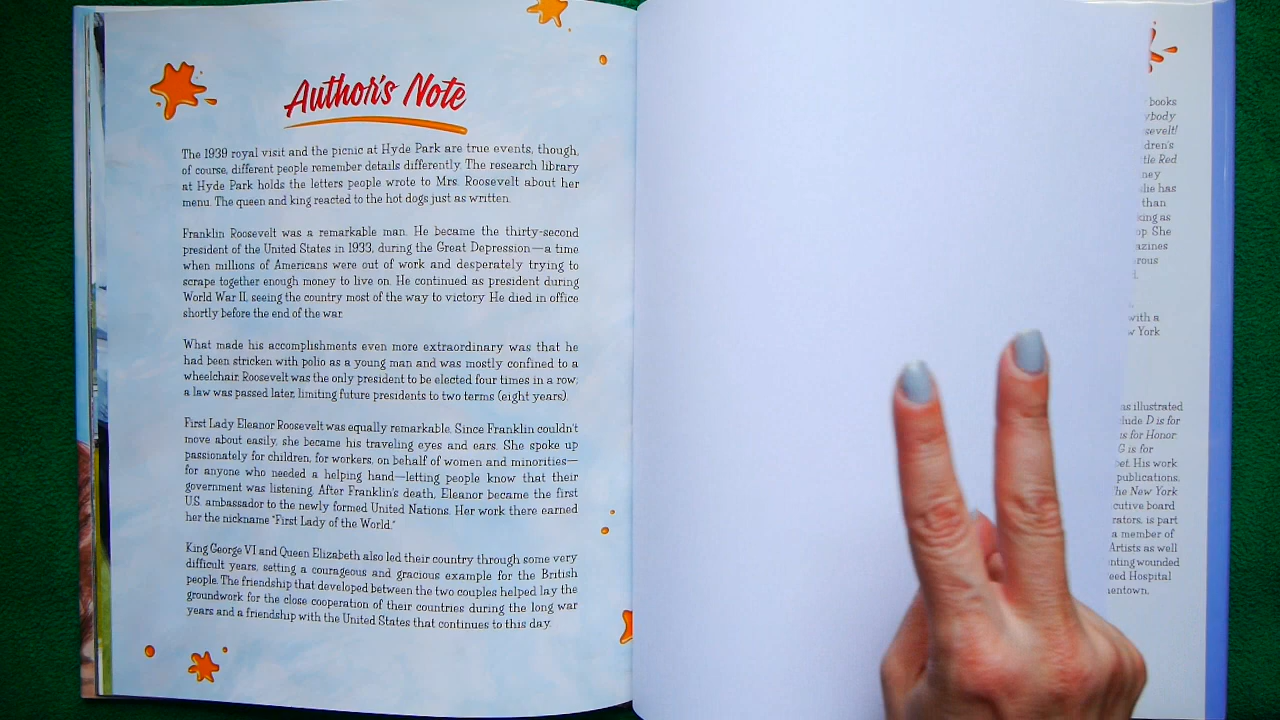 Author's Note
The 1939 royal visit and the picnic at Hyde Park are true events, though,
of course, different people remember details differently. The research library
at Hyde Park holds the letters people wrote to Mrs. Roosevelt about her
menu. The queen and king reacted to the hot dogs just as written.
Franklin Roosevelt was a remarkable man. He became the thirty-second
president of the United States in 1933, during the Great Depression—a time
when millions of Americans were out of work and desperately trying to
scrape together enough money to live on. He continued as president during
World War II, seeing the country most of the way to victory. He died in office
shortly before the end of the war.
What made his accomplishments even more extraordinary was that he
had been stricken with polio as a young man and was mostly confined to a
wheelchair. Roosevelt was the only president to be elected four times in a row;
a law was passed later, limiting future presidents to two terms (eight years).
First Lady Eleanor Roosevelt was equally remarkable. Since Franklin couldn't
move about easily, she became his traveling eyes and ears. She spoke up
passionately for children, for workers, on behalf of women and minorities—
for anyone who needed a helping hand—letting people know that their
government was listening. After Franklin's death, Eleanor became the first
U.S. ambassador to the newly formed United Nations. Her work there earned
her the nickname "First Lady of the World."
King George VI and Queen Elizabeth also led their country through some very
difficult years, setting a courageous and gracious example for the British
people. The friendship that developed between the two couples helped lay the
groundwork for the close cooperation of their countries during the long war
years and a friendship with the United States that continues to this day.
books
ybody
sevelt!
dren's
tle Red
ney
lie has
than
king as
op. She
azines
rous
with a
w York
as illustrated
lude D is for
is for Honor
G is for
bet. His work
publications,
he New York
cutive board
rators, is part
a member of
Artists as well
nting wounded
eed Hospital
entown.